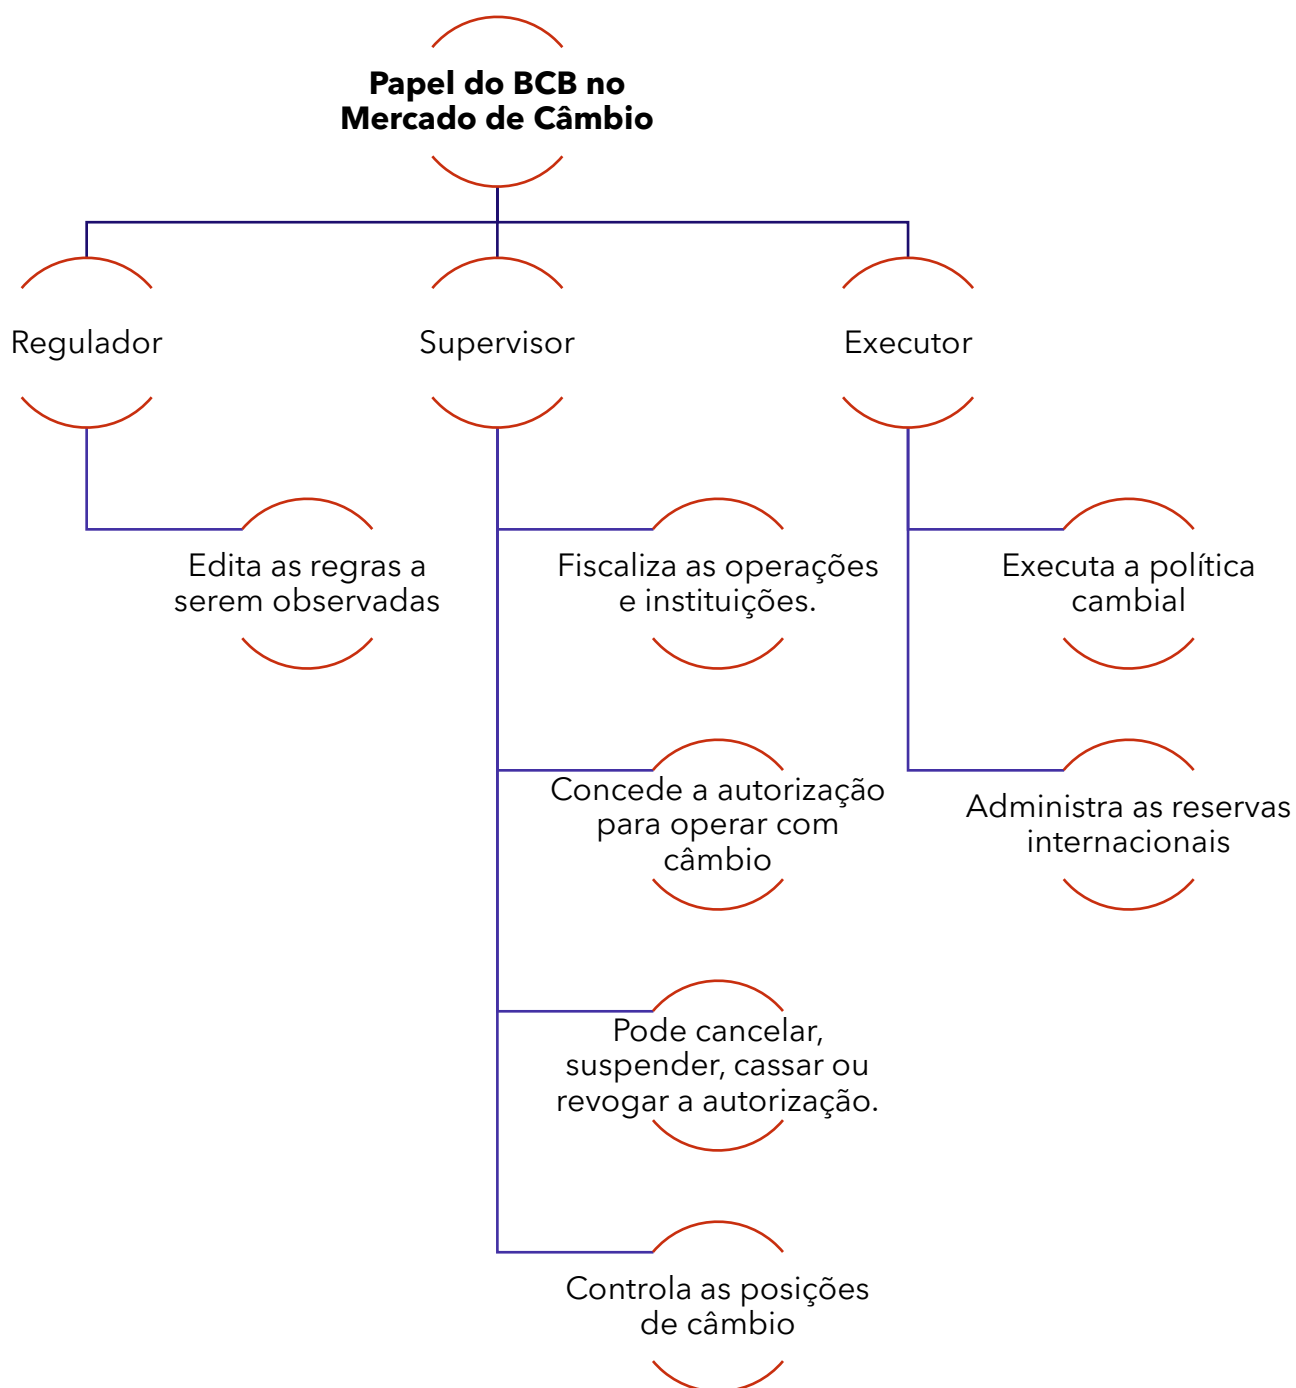 Papel do BCB no
Mercado de Câmbio
Regulador
Supervisor
Executor
Edita as regras a
serem observadas
Fiscaliza as operações
e instituições.
Executa a política
cambial
Concede a autorização
para operar com
câmbio
Administra as reservas
internacionais
Pode cancelar,
suspender, cassar ou
revogar a autorização.
Controla as posições
de câmbio